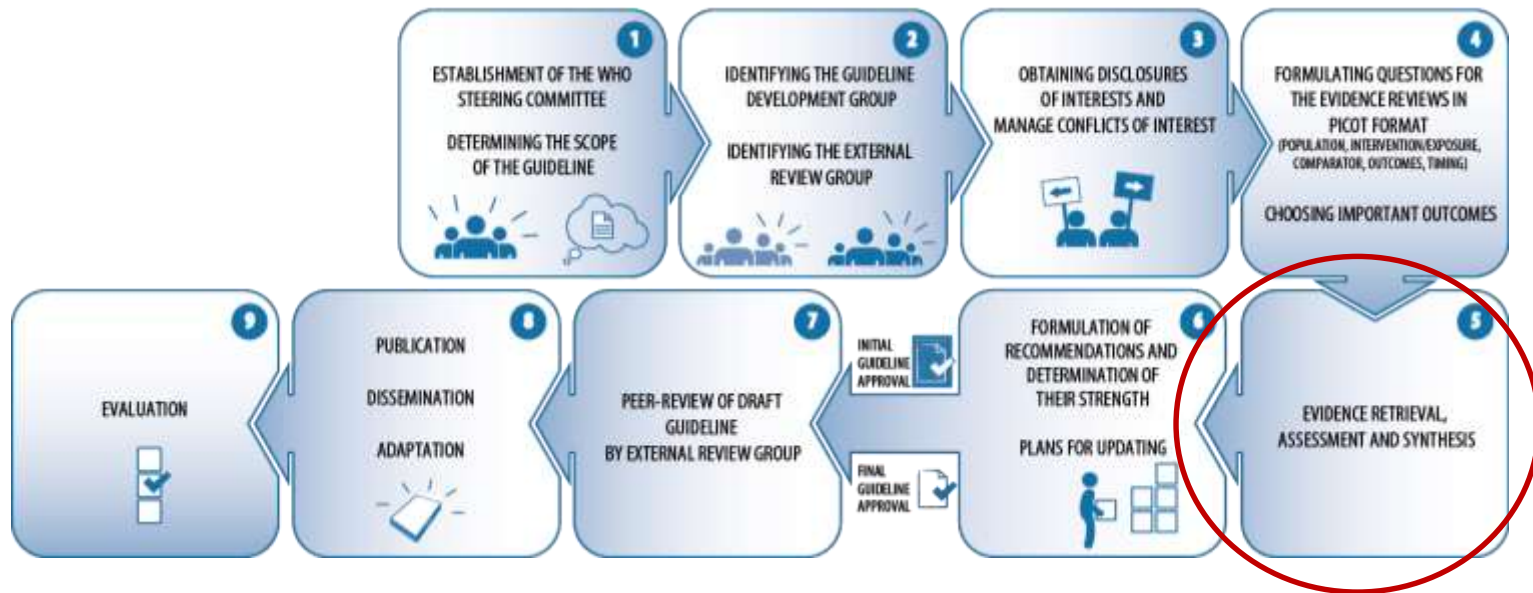 1
ESTABLISHMENT OF THE WHO
STEERING COMMITTEE
DETERMINING THE SCOPE
OF THE GUIDELINE
2
IDENTIFYING THE GUIDELINE
DEVELOPMENT GROUP
IDENTIFYING THE EXTERNAL
REVIEW GROUP
3
OBTAINING DISCLOSURES
OF INTERESTS AND
MANAGE CONFLICTS OF INTEREST
4
FORMULATING QUESTIONS FOR
THE EVIDENCE REVIEWS IN
PICOT FORMAT
(POPULATION, INTERVENTION/EXPOSURE,
COMPARATOR, OUTCOMES, TIMING)
CHOOSING IMPORTANT OUTCOMES
5
EVIDENCE RETRIEVAL,
ASSESSMENT AND SYNTHESIS
6
FORMULATION OF
RECOMMENDATIONS AND
DETERMINATION OF
THEIR STRENGTH
PLANS FOR UPDATING
INITIAL
GUIDELINE
APPROVAL
FINAL
GUIDELINE
APPROVAL
7
PEER-REVIEW OF DRAFT
GUIDELINE
BY EXTERNAL REVIEW GROUP
8
PUBLICATION
DISSEMINATION
ADAPTATION
9
EVALUATION